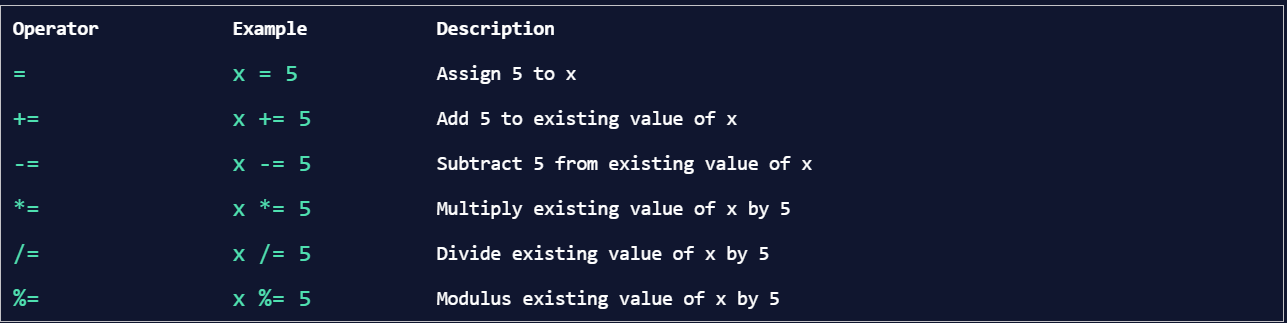 Operator Example Description
= x = 5 Assign 5 to x
+= x += 5 Add 5 to existing value of x
-= x -= 5 Subtract 5 from existing value of x
*= x *= 5 Multiply existing value of x by 5
/= x /= 5 Divide existing value of x by 5
%= x %= 5 Modulus existing value of x by 5